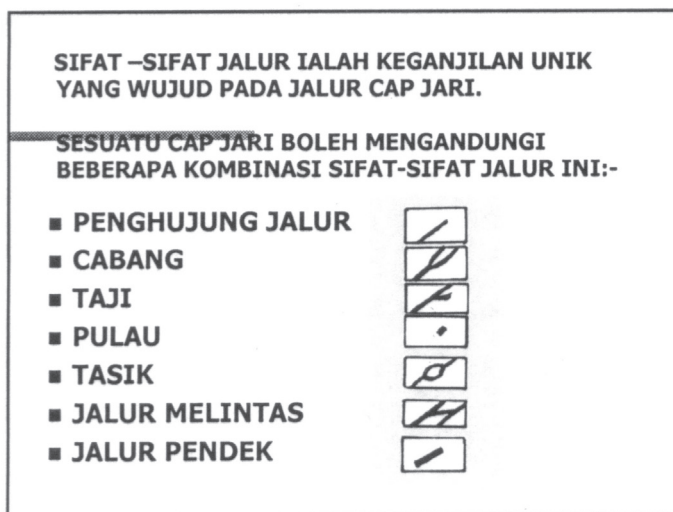 SIFAT –SIFAT JALUR IALAH KEGANJILAN UNIK
YANG WUJUD PADA JALUR CAP JARI.
SESUATU CAP JARI BOLEH MENGANDUNGI
BEBERAPA KOMBINASI SIFAT-SIFAT JALUR INI:-
▪ PENGHUJUNG JALUR
▪ CABANG
▪ TAJI
▪ PULAU
▪ TASIK
▪ JALUR MELINTAS
▪ JALUR PENDEK